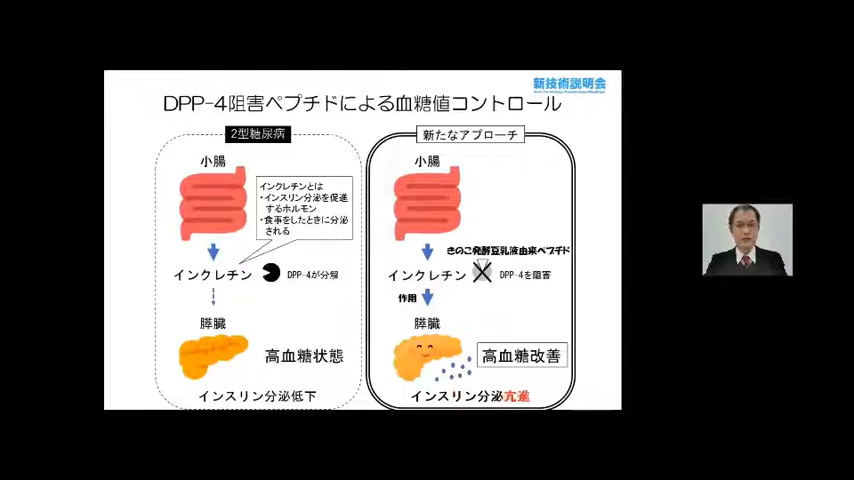 新技術説明会
DPP-4阻害ペプチドによる血糖値コントロール
2型糖尿病
小腸
インクレチンとは
・インスリン分泌を促進
するホルモン
・食事をしたときに分泌
される
インクレチン
DPP-4が分解
膵臓
高血糖状態
インスリン分泌低下
新たなアプローチ
小腸
きのこ発酵豆乳液由来ペプチド
インクレチン
DPP-4を阻害
作用
膵臓
高血糖改善
インスリン分泌亢進